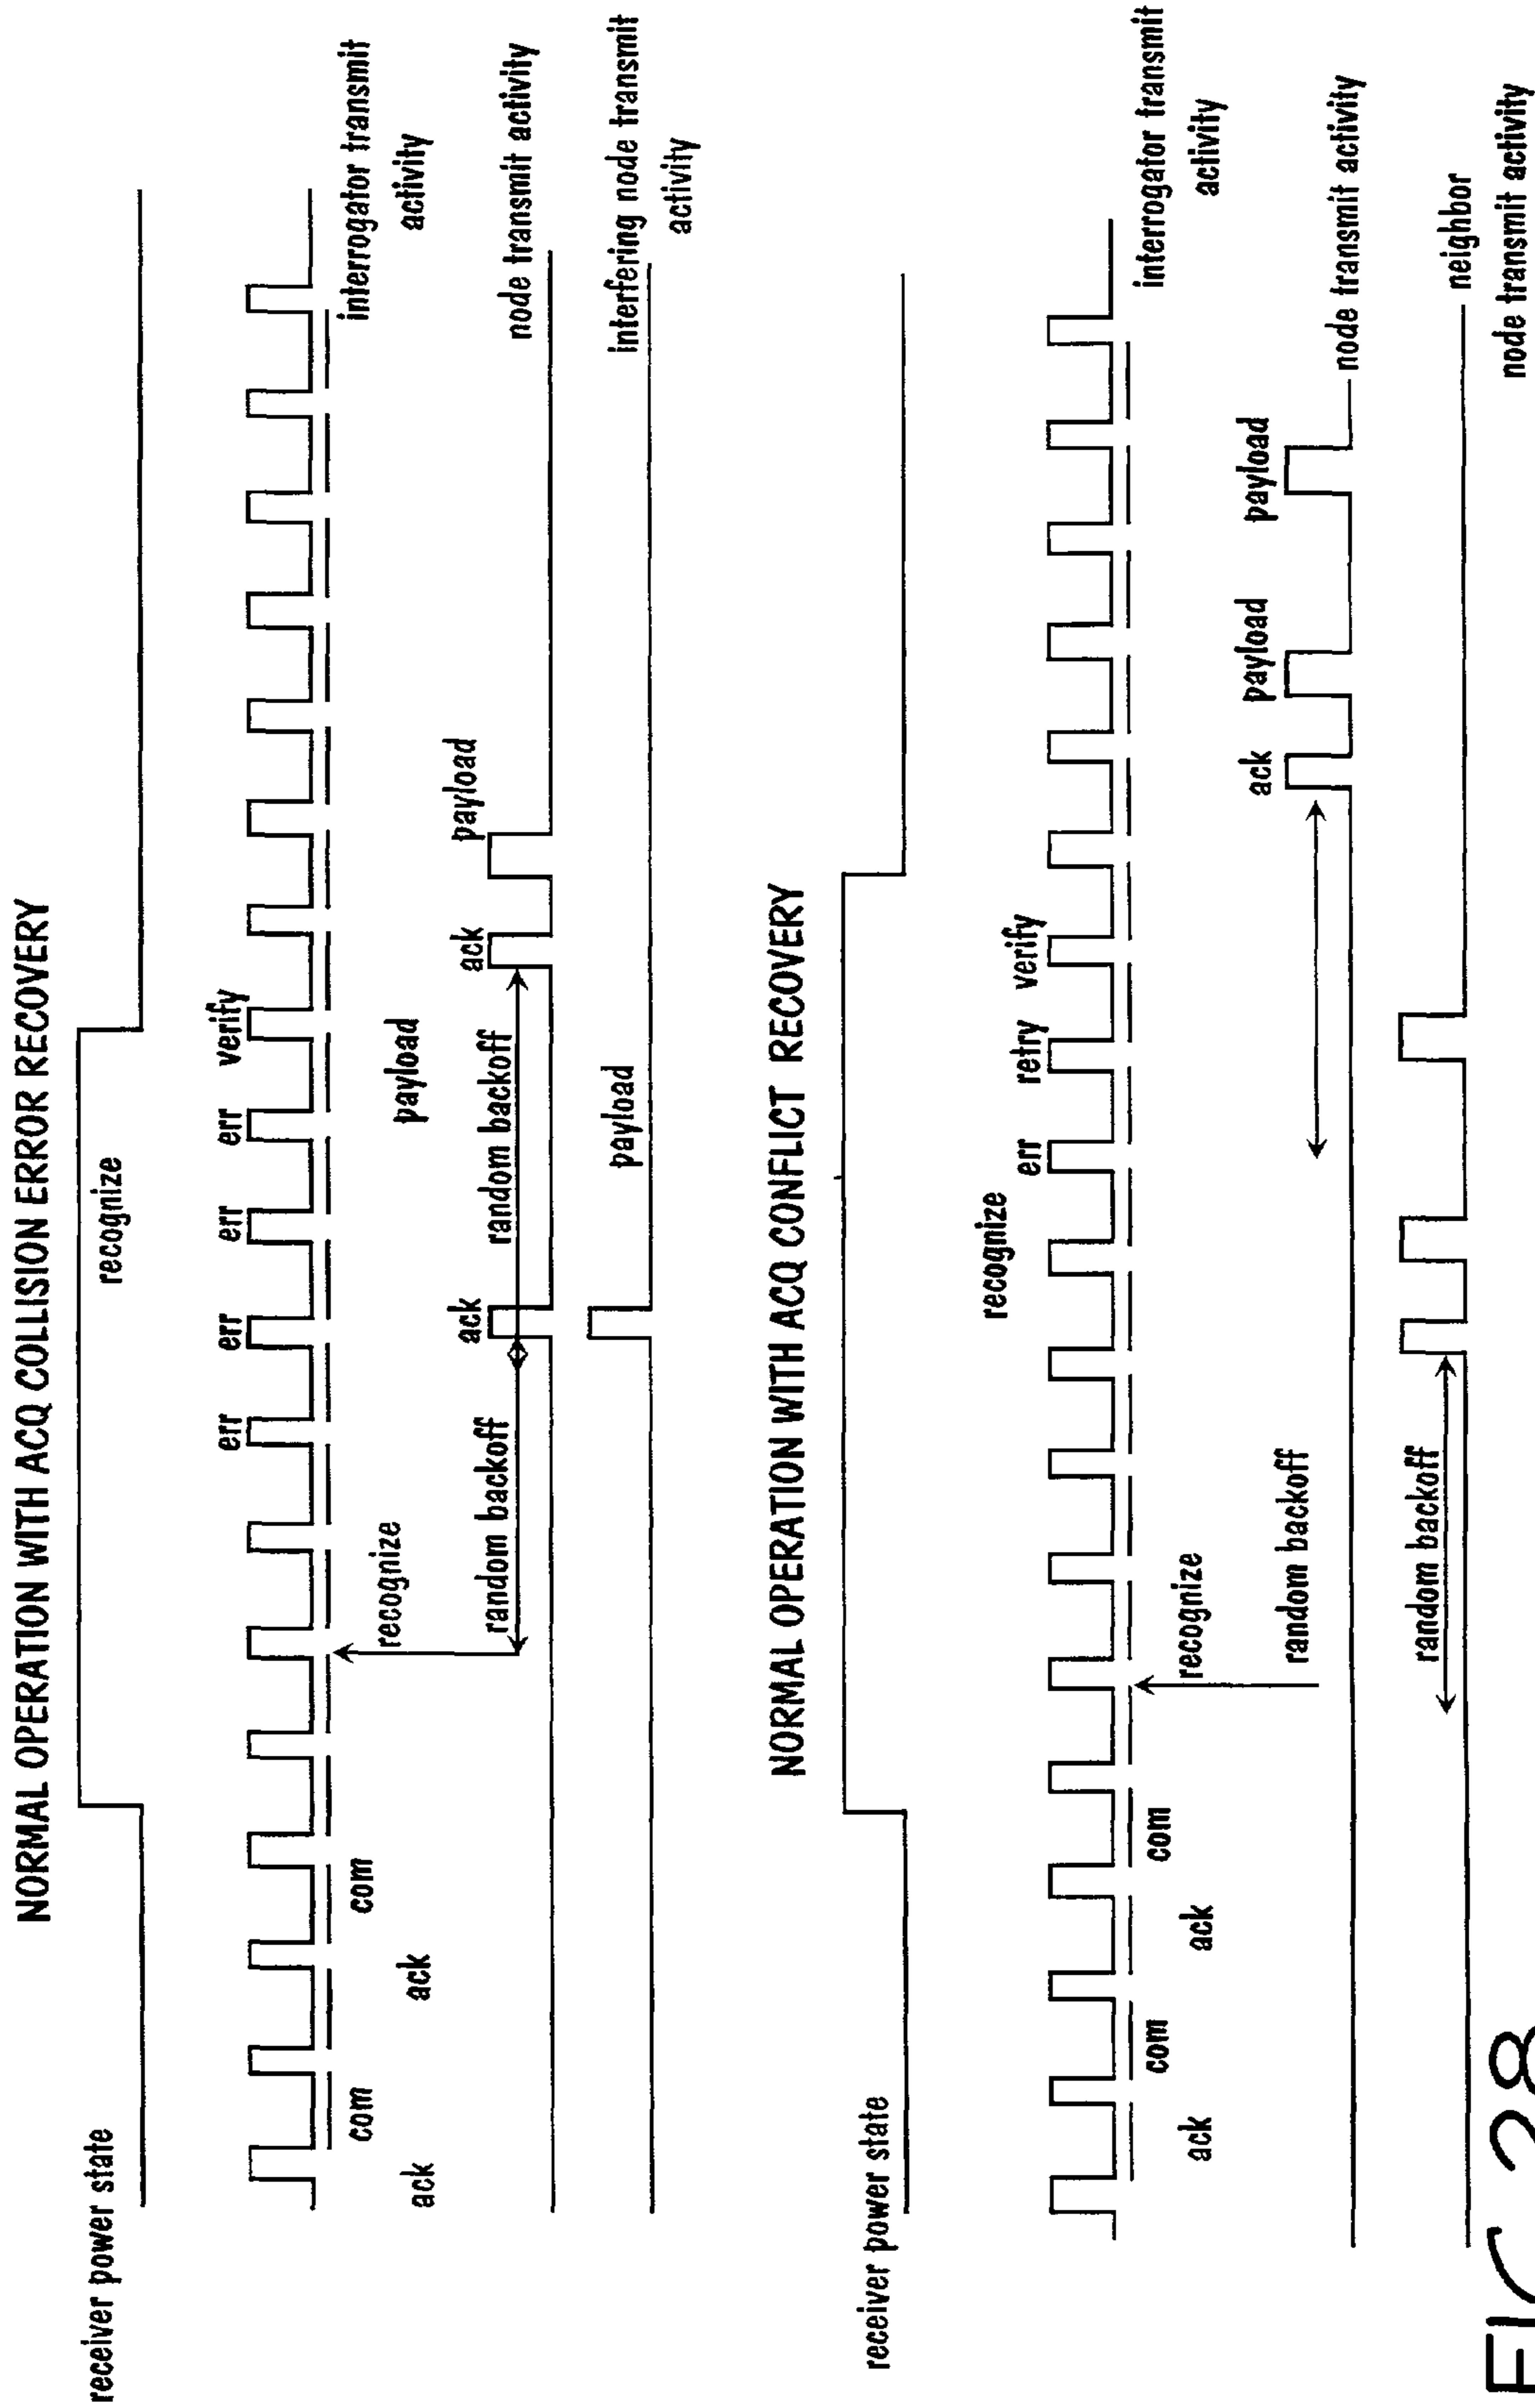 NORMAL OPERATION WITH ACQ COLLISION ERROR RECOVERY
receiver power state
recognize
err
err
err
err
verify
com
com
interrogator transmit
activity
ack
ack
recognize
payload
ack
ack
payload
random backoff
random backoff
node transmit activity
payload
interfering node transmit
activity
NORMAL OPERATION WITH ACQ CONFLICT RECOVERY
receiver power state
recognize
err
retry
verify
com
com
interrogator transmit
activity
ack
ack
recognize
ack
payload
payload
random backoff
node transmit activity
random backoff
neighbor
node transmit activity
FIG 28